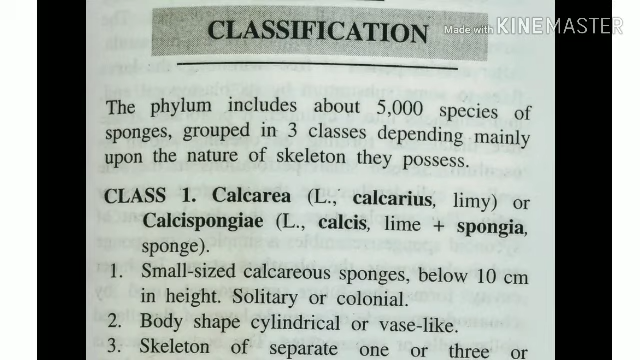 CLASSIFICATION
Made with KINEMASTER
The phylum includes about 5,000 species of
sponges, grouped in 3 classes depending mainly
upon the nature of skeleton they possess.
CLASS 1. Calcarea (L., calcarius, limy) or
Calcispongiae (L., calcis, lime + spongia,
sponge).
1. Small-sized calcareous sponges, below 10 cm
in height. Solitary or colonial.
2. Body shape cylindrical or vase-like.
3. Skeleton of separate one or three or